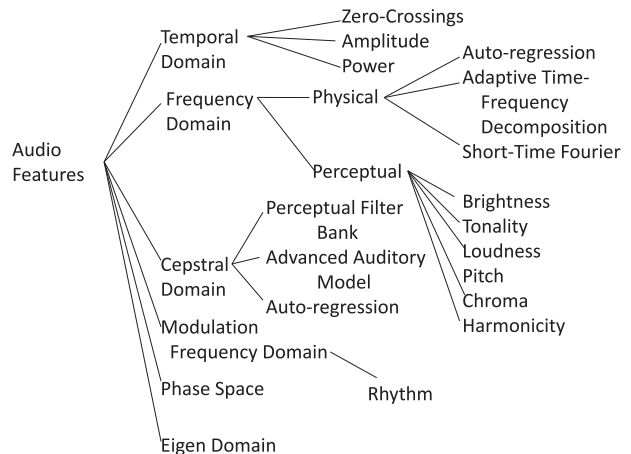 Audio
Features
Temporal
Domain
Zero-Crossings
Amplitude
Power
Frequency
Domain
Physical
Auto-regression
Adaptive Time-
Frequency
Decomposition
Short-Time Fourier
Perceptual
Brightness
Tonality
Loudness
Pitch
Chroma
Harmonicity
Cepstral
Domain
Perceptual Filter
Bank
Advanced Auditory
Model
Auto-regression
Modulation
Frequency Domain
Rhythm
Phase Space
Eigen Domain